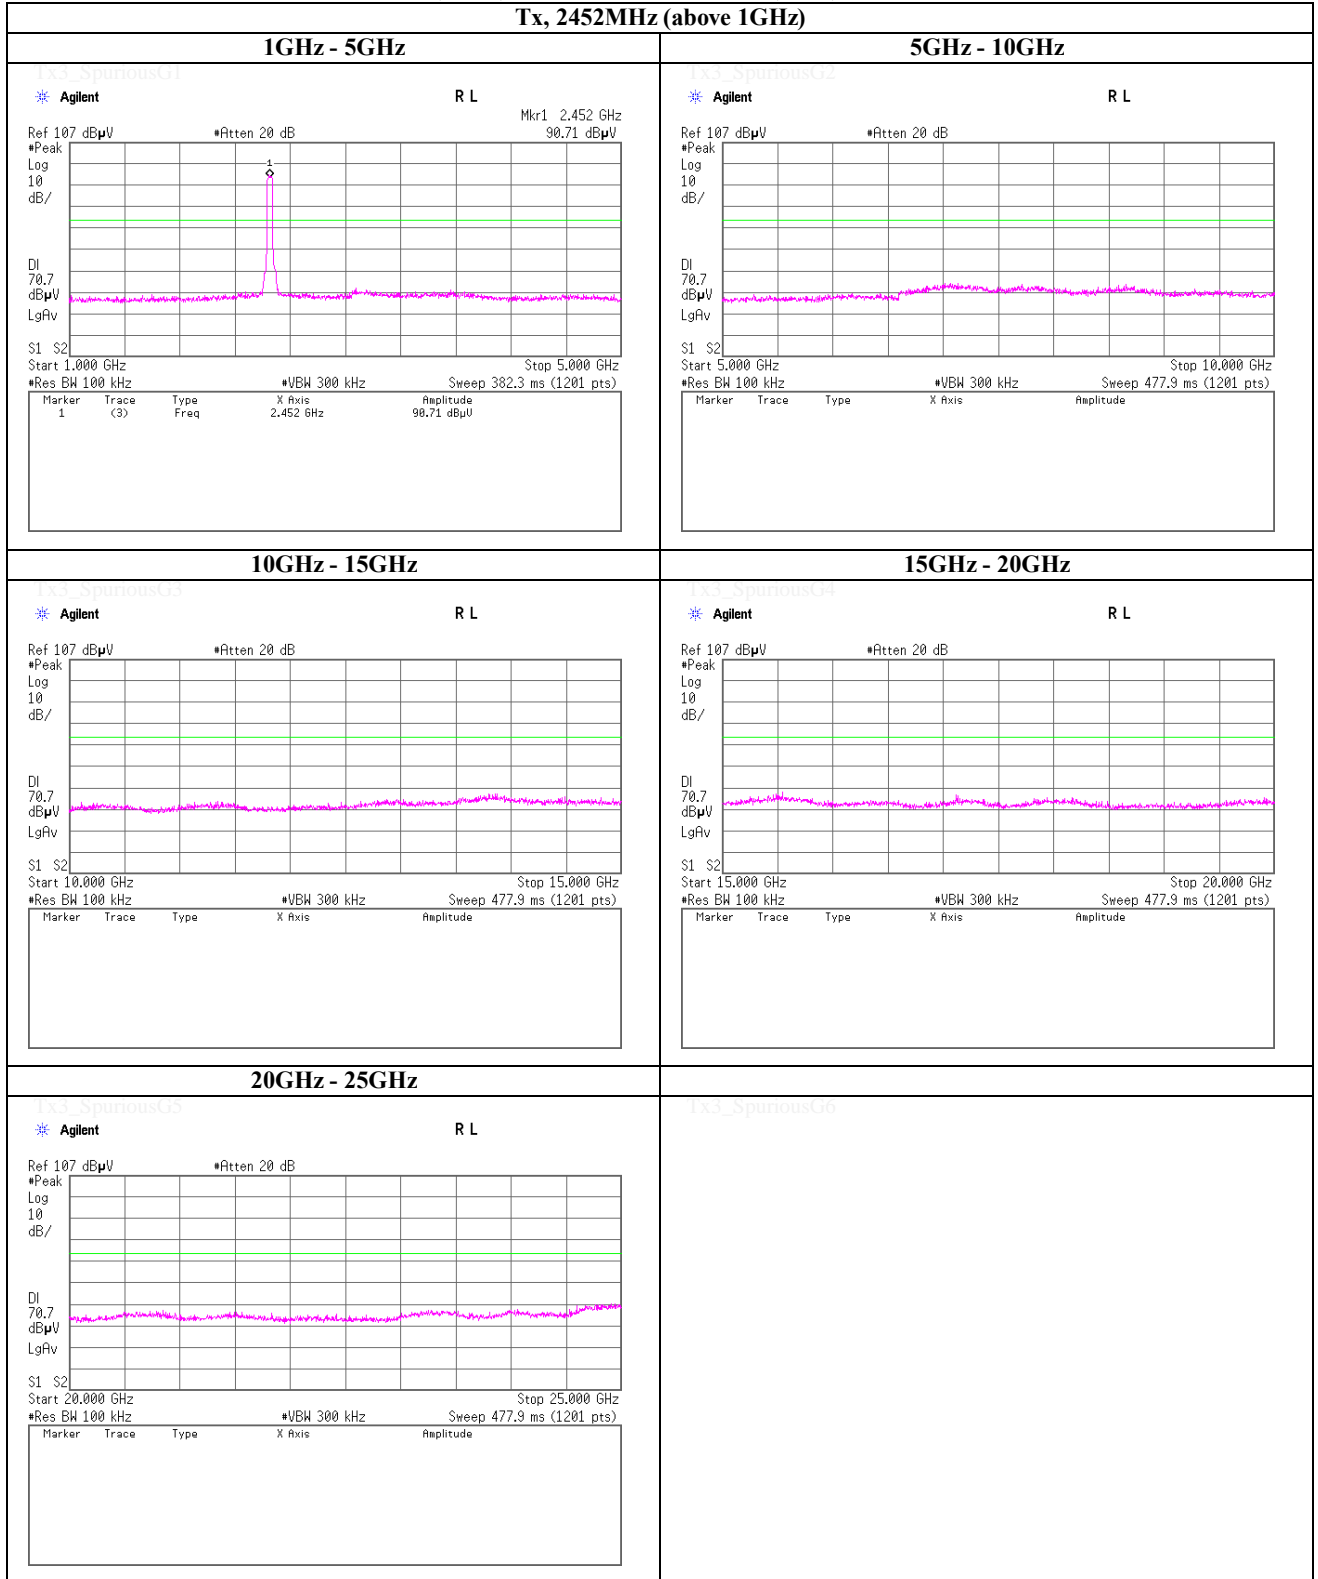 Tx, 2452MHz (above 1GHz)
1GHz - 5GHz
Tx3_SpuriousG1
Agilent
R L
Mkr1 2.452 GHz
Ref 107 dBµV #Atten 20 dB 90.71 dBµV
#Peak
Log
10
dB/
1
DI
70.7
dBµV
LgAv
S1 S2
Start 1.000 GHz Stop 5.000 GHz
#Res BW 100 kHz #VBW 300 kHz Sweep 382.3 ms (1201 pts)
Marker Trace Type X Axis Amplitude
1 (3) Freq 2.452 GHz 90.71 dBµV
5GHz - 10GHz
Tx3_SpuriousG2
Agilent
R L
Ref 107 dBµV #Atten 20 dB
#Peak
Log
10
dB/
DI
70.7
dBµV
LgAv
S1 S2
Start 5.000 GHz Stop 10.000 GHz
#Res BW 100 kHz #VBW 300 kHz Sweep 477.9 ms (1201 pts)
Marker Trace Type X Axis Amplitude
10GHz - 15GHz
Tx3_SpuriousG3
Agilent
R L
Ref 107 dBµV #Atten 20 dB
#Peak
Log
10
dB/
DI
70.7
dBµV
LgAv
S1 S2
Start 10.000 GHz Stop 15.000 GHz
#Res BW 100 kHz #VBW 300 kHz Sweep 477.9 ms (1201 pts)
Marker Trace Type X Axis Amplitude
15GHz - 20GHz
Tx3_SpuriousG4
Agilent
R L
Ref 107 dBµV #Atten 20 dB
#Peak
Log
10
dB/
DI
70.7
dBµV
LgAv
S1 S2
Start 15.000 GHz Stop 20.000 GHz
#Res BW 100 kHz #VBW 300 kHz Sweep 477.9 ms (1201 pts)
Marker Trace Type X Axis Amplitude
20GHz - 25GHz
Tx3_SpuriousG5
Agilent
R L
Ref 107 dBµV #Atten 20 dB
#Peak
Log
10
dB/
DI
70.7
dBµV
LgAv
S1 S2
Start 20.000 GHz Stop 25.000 GHz
#Res BW 100 kHz #VBW 300 kHz Sweep 477.9 ms (1201 pts)
Marker Trace Type X Axis Amplitude
Tx3_SpuriousG6